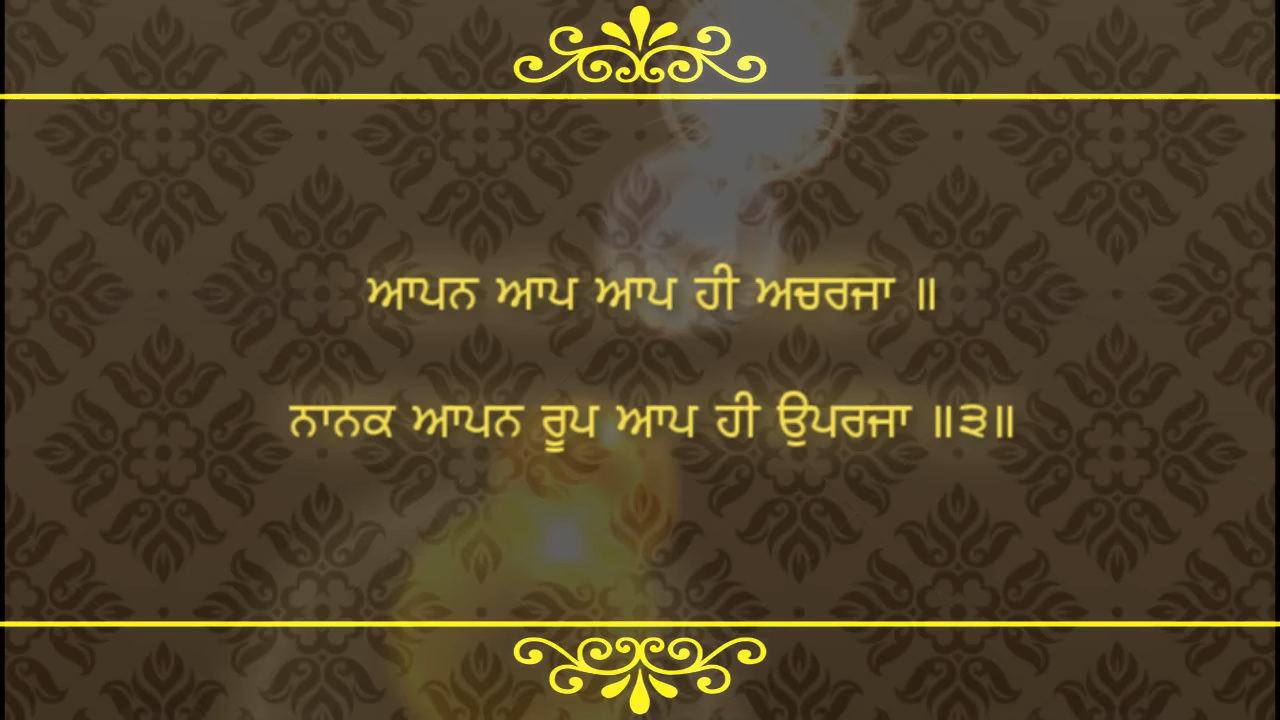 ਆਪਨ ਆਪ ਆਪ ਹੀ ਅਚਰਜਾ ॥
ਨਾਨਕ ਆਪਨ ਰੂਪ ਆਪ ਹੀ ਉਪਰਜਾ ॥੩॥